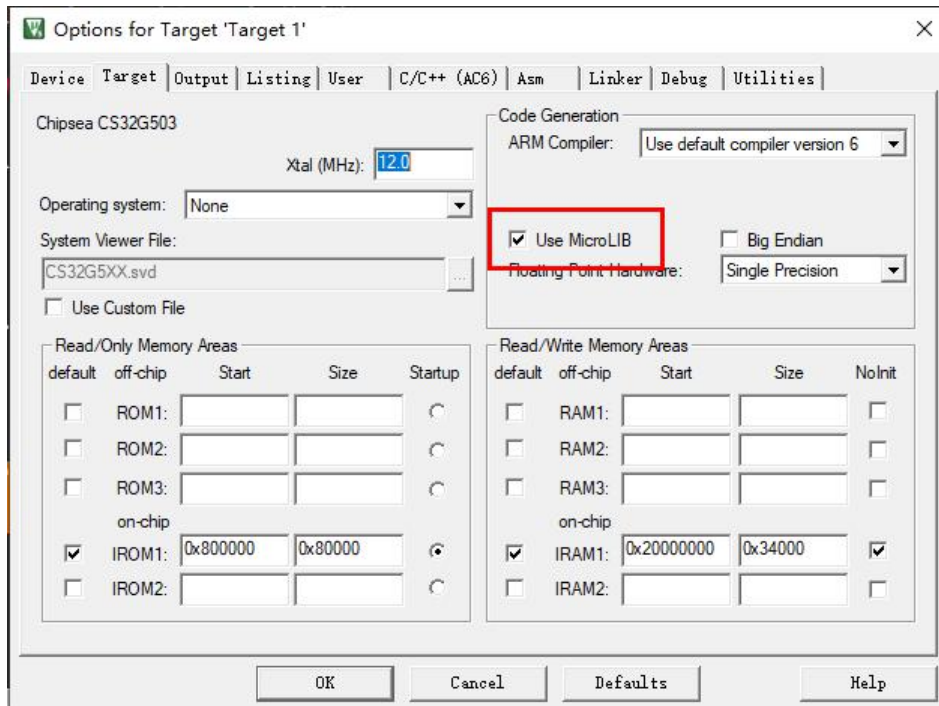 Options for Target 'Target 1'
Device Target Output Listing User C/C++ (AC6) Asm Linker Debug Utilities
Chipsea CS32G503
Xtal (MHz): 12.0
Operating system: None
System Viewer File:
CS32G5XX.svd ...
Use Custom File
Code Generation
ARM Compiler: Use default compiler version 6
Use MicroLIB Big Endian
Floating Point Hardware: Single Precision
Read/Only Memory Areas
default off-chip Start Size Startup
ROM1:
ROM2:
ROM3:
on-chip
IROM1: 0x800000 0x80000
IROM2:
Read/Write Memory Areas
default off-chip Start Size NoInit
RAM1:
RAM2:
RAM3:
on-chip
IRAM1: 0x20000000 0x34000
IRAM2:
OK Cancel Defaults Help